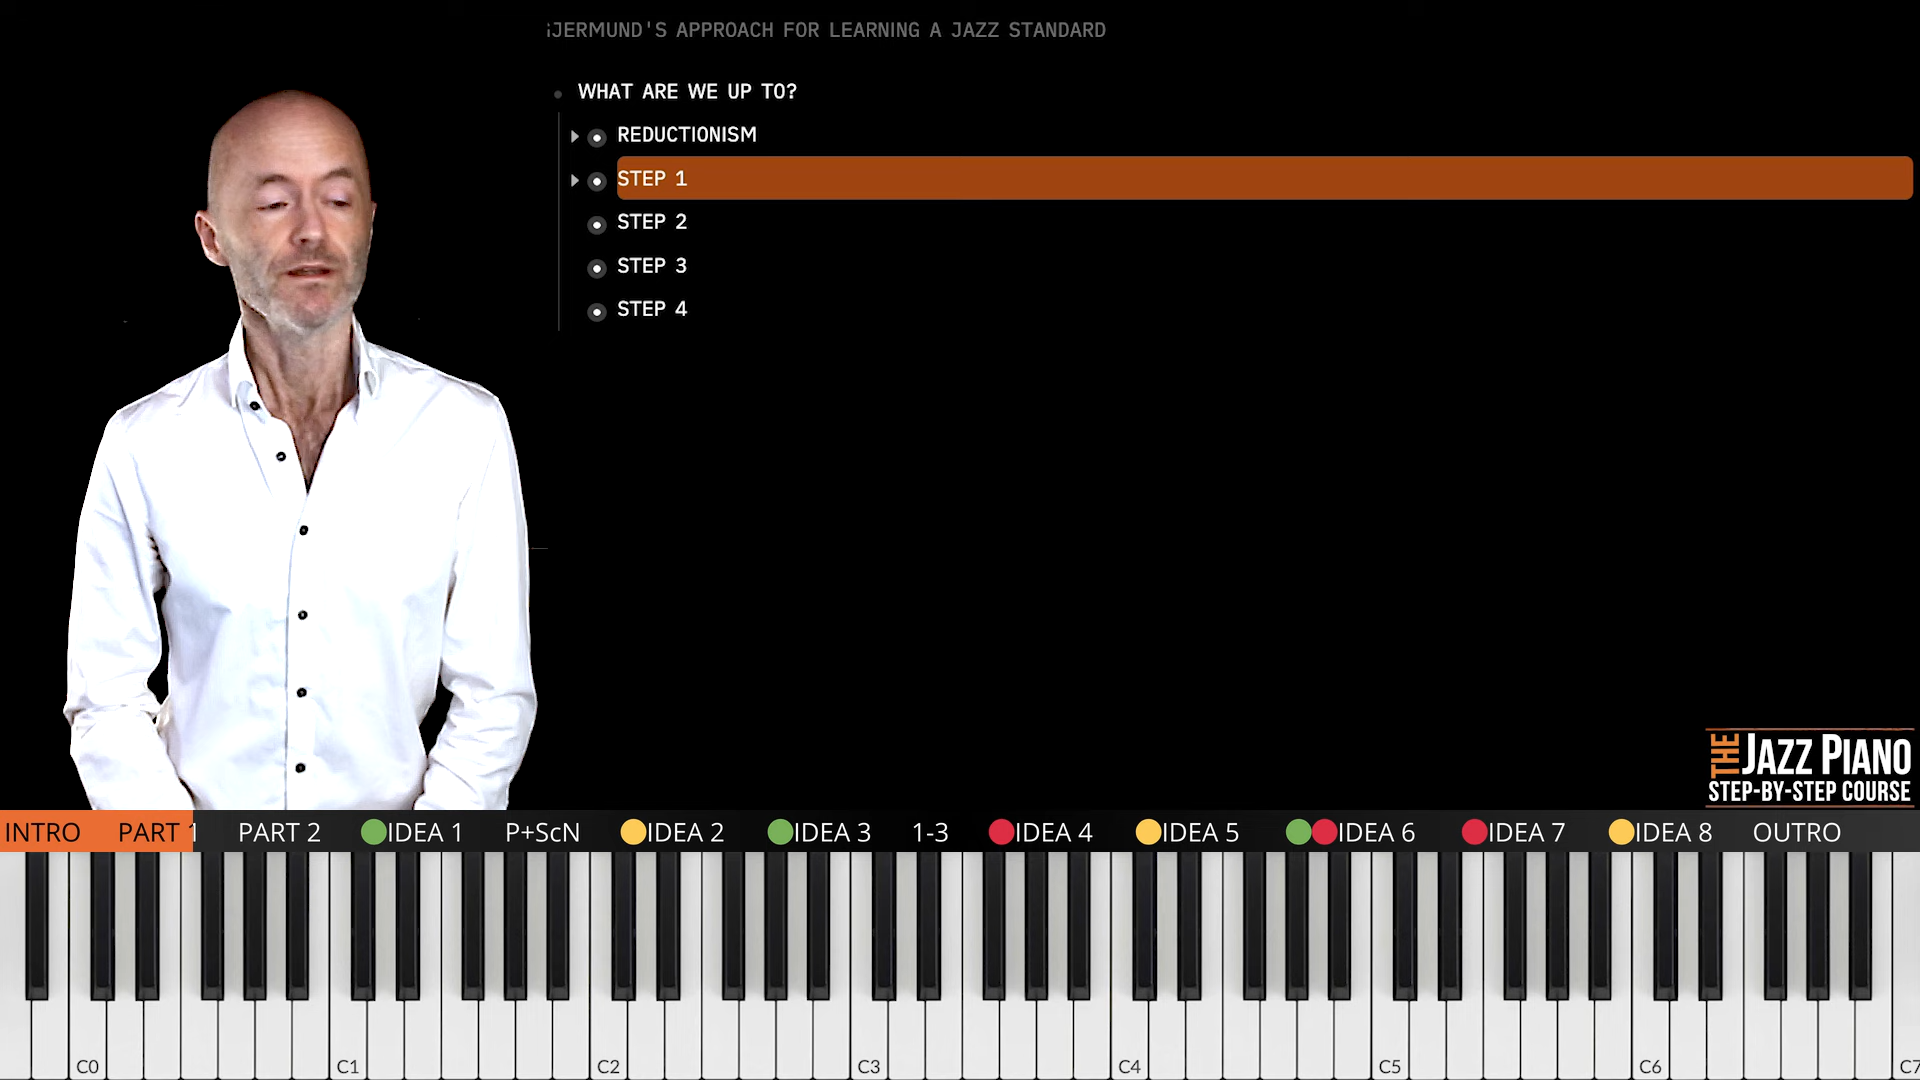 GJERMUND'S APPROACH FOR LEARNING A JAZZ STANDARD
WHAT ARE WE UP TO?
REDUCTIONISM
STEP 1
STEP 2
STEP 3
STEP 4
THE JAZZ PIANO
STEP-BY-STEP COURSE
INTRO PART 1 PART 2 IDEA 1 P+ScN IDEA 2 IDEA 3 1-3 IDEA 4 IDEA 5 IDEA 6 IDEA 7 IDEA 8 OUTRO
C0 C1 C2 C3 C4 C5 C6 C7